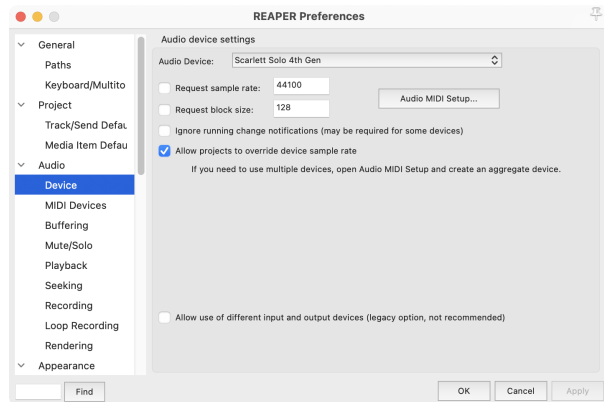 REAPER Preferences
General
Paths
Keyboard/Multito
Project
Track/Send Defau
Media Item Defau
Audio
Device
MIDI Devices
Buffering
Mute/Solo
Playback
Seeking
Recording
Loop Recording
Rendering
Appearance
Find
Audio device settings
Audio Device: Scarlett Solo 4th Gen
Request sample rate: 44100
Request block size: 128
Audio MIDI Setup...
Ignore running change notifications (may be required for some devices)
Allow projects to override device sample rate
If you need to use multiple devices, open Audio MIDI Setup and create an aggregate device.
Allow use of different input and output devices (legacy option, not recommended)
OK Cancel Apply